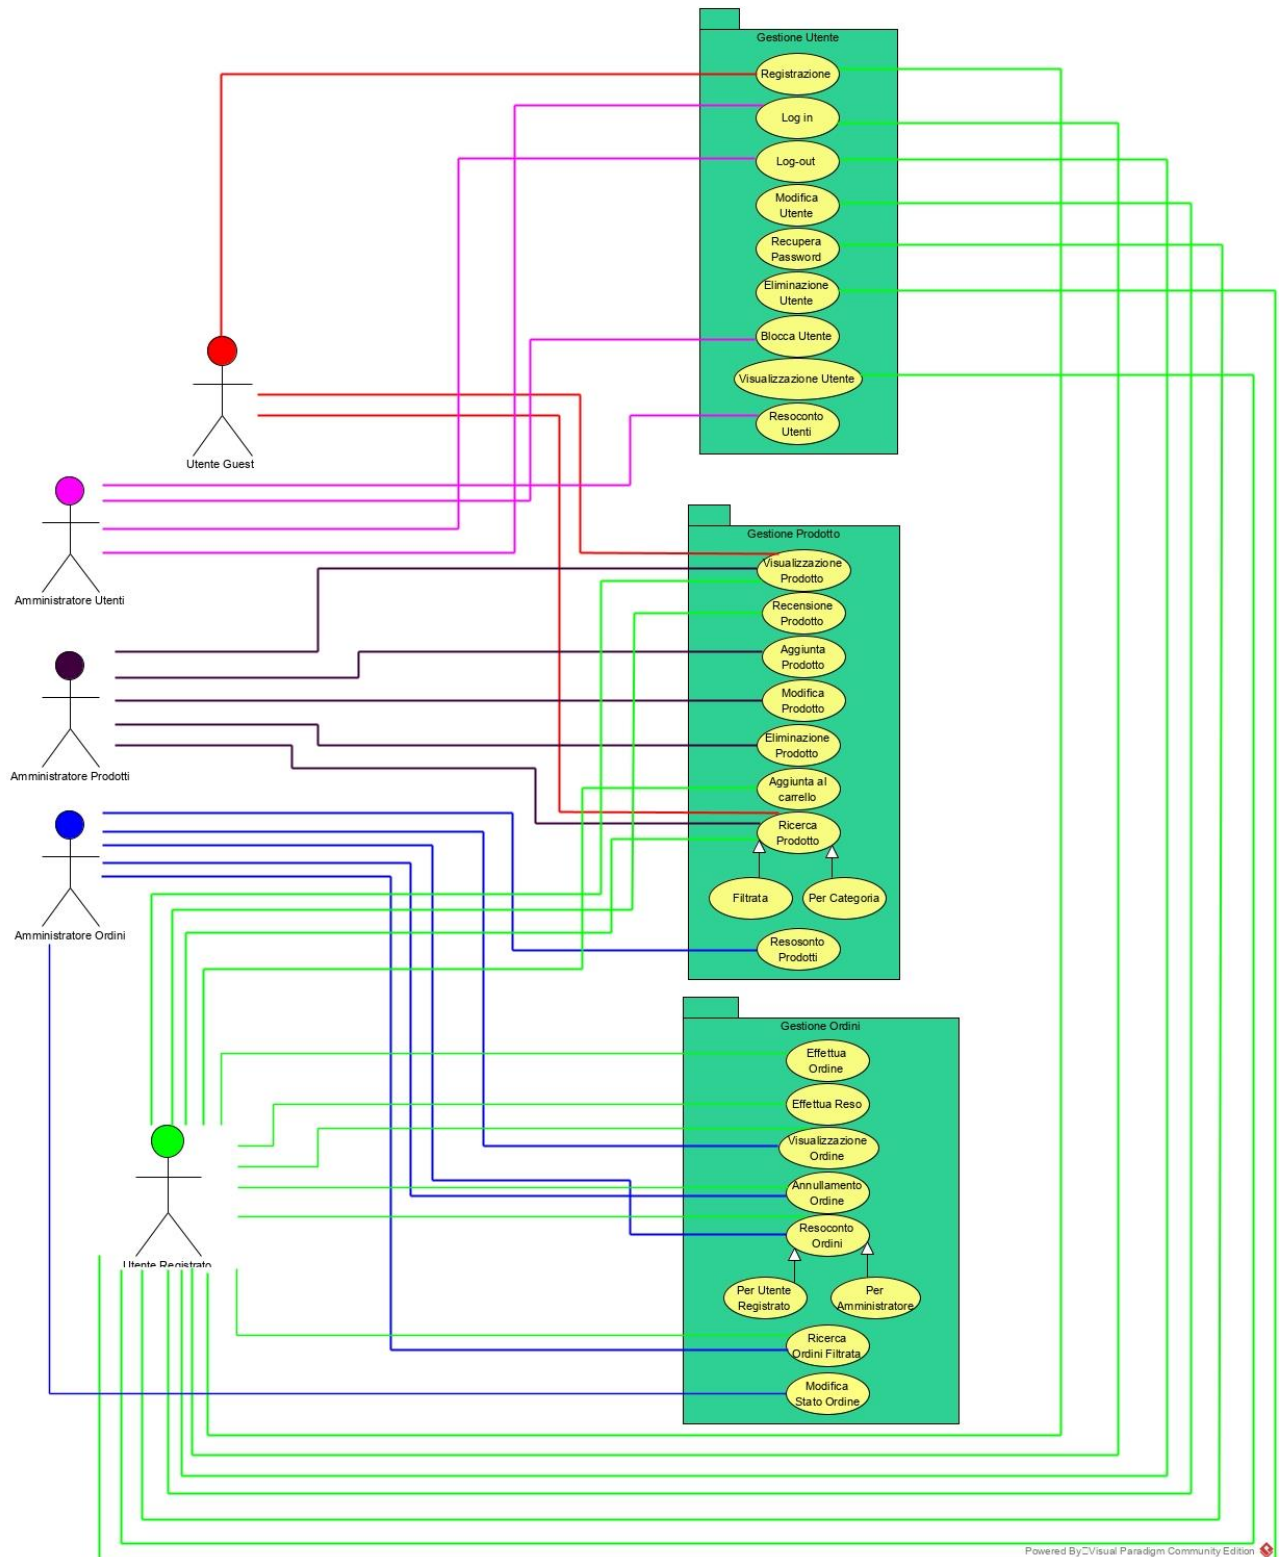 Gestione Utente
Registrazione
Log in
Log-out
Modifica
Utente
Recupera
Password
Eliminazione
Utente
Blocca Utente
Visualizzazione Utente
Resoconto
Utenti
Utente Guest
Amministratore Utenti
Gestione Prodotto
Visualizzazione
Prodotto
Recensione
Prodotto
Aggiunta
Prodotto
Modifica
Prodotto
Eliminazione
Prodotto
Aggiunta al
carrello
Ricerca
Prodotto
Filtrata
Per Categoria
Resosonto
Prodotti
Amministratore Prodotti
Amministratore Ordini
Gestione Ordini
Effettua
Ordine
Effettua Reso
Visualizzazione
Ordine
Annullamento
Ordine
Resoconto
Ordini
Per Utente
Registrato
Per
Amministratore
Ricerca
Ordini Filtrata
Modifica
Stato Ordine
Utente Registrato
Powered By Visual Paradigm Community Edition